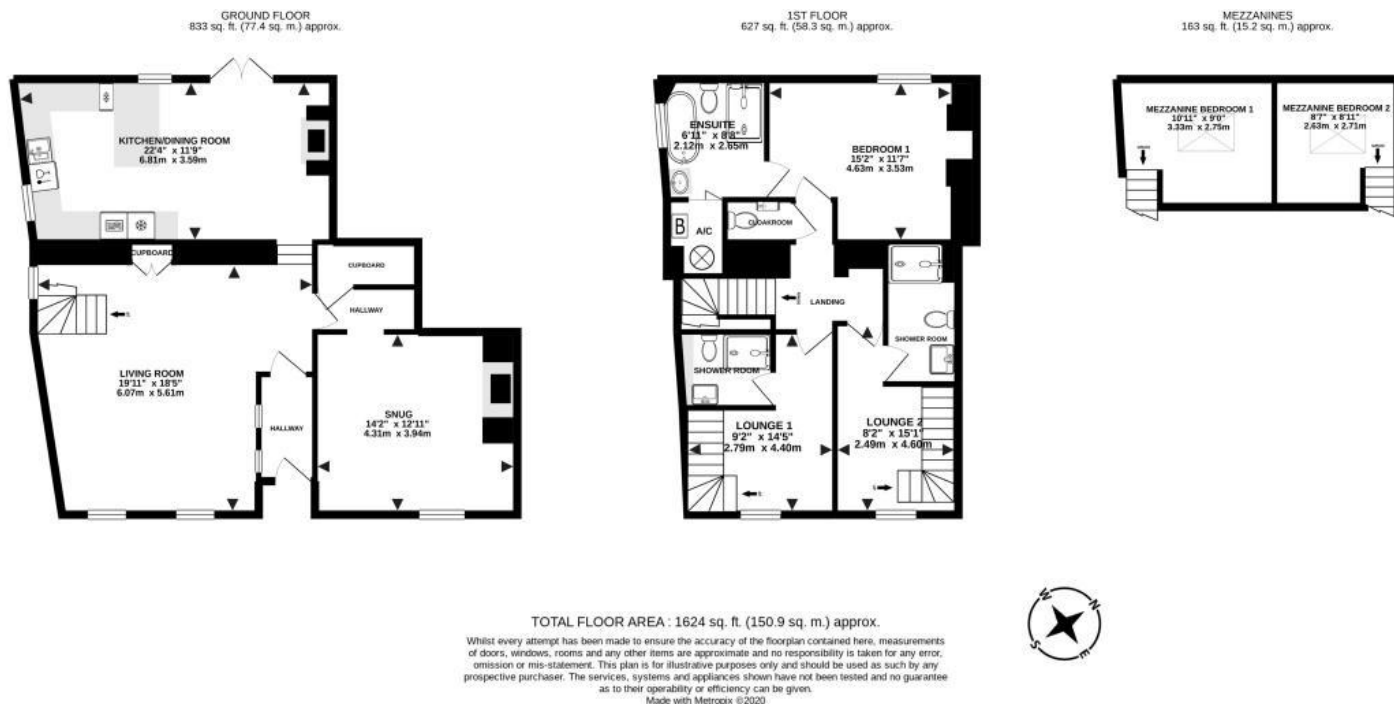 GROUND FLOOR
833 sq. ft. (77.4 sq. m.) approx.
KITCHEN/DINING ROOM
22'4" x 11'9"
6.81m x 3.59m
CUPBOARD
CUPBOARD
HALLWAY
LIVING ROOM
19'11" x 18'5"
6.07m x 5.61m
HALLWAY
SNUG
14'2" x 12'11"
4.31m x 3.94m
1ST FLOOR
627 sq. ft. (58.3 sq. m.) approx.
ENSUITE
6'11" x 8'8"
2.12m x 2.65m
BEDROOM 1
15'2" x 11'7"
4.63m x 3.53m
B
A/C
CLOAKROOM
LANDING
SHOWER ROOM
SHOWER ROOM
LOUNGE 1
9'2" x 14'5"
2.79m x 4.40m
LOUNGE 2
8'2" x 15'1"
2.49m x 4.60m
MEZZANINES
163 sq. ft. (15.2 sq. m.) approx.
MEZZANINE BEDROOM 1
10'11" x 9'0"
3.33m x 2.75m
MEZZANINE BEDROOM 2
8'7" x 8'11"
2.63m x 2.71m
TOTAL FLOOR AREA : 1624 sq. ft. (150.9 sq. m.) approx.
Whilst every attempt has been made to ensure the accuracy of the floorplan contained here, measurements
of doors, windows, rooms and any other items are approximate and no responsibility is taken for any error,
omission or mis-statement. This plan is for illustrative purposes only and should be used as such by any
prospective purchaser. The services, systems and appliances shown have not been tested and no guarantee
as to their operability or efficiency can be given.
Made with Metropix ©2020
W
N
S
E